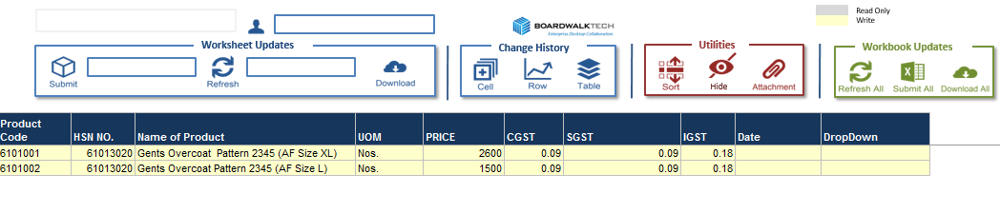 Read Only
Write
BOARDWALKTECH
Enterprise Desktop Collaboration
Worksheet Updates
Submit
Refresh
Download
Change History
Cell Row Table
Utilities
Sort Hide Attachment
Workbook Updates
Refresh All Submit All Download All
Product Code HSN NO. Name of Product UOM PRICE CGST SGST IGST Date DropDown
6101001 61013020 Gents Overcoat Pattern 2345 (AF Size XL) Nos. 2600 0.09 0.09 0.18
6101002 61013020 Gents Overcoat Pattern 2345 (AF Size L) Nos. 1500 0.09 0.09 0.18